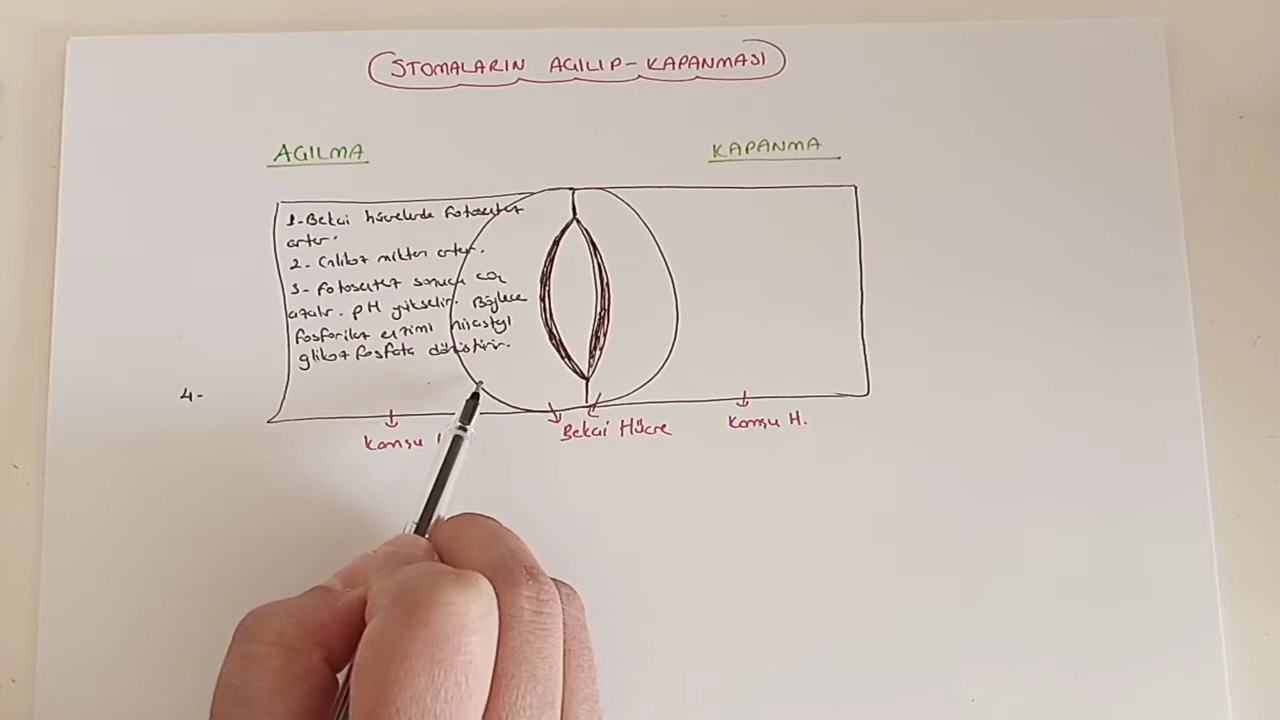 STOMALARIN AÇILIP-KAPANMASI
AÇILMA
KAPANMA
1-Bekçi hücrelerde fotosentez
artar.
2- Glikoz miktarı artar.
3- Fotosentez sonucu CO2
azalır. pH yükselir. Böylece
fosforilaz enzimi nişastayı
glikoz fosfata dönüştürür.
4-
Komşu
Bekçi Hücre
Komşu H.